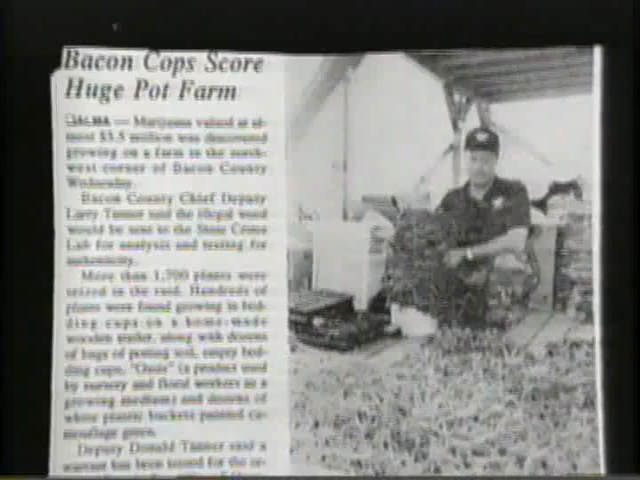 Bacon Cops Score
Huge Pot Farm
ALMA — Marijuana valued at al-
most $3.5 million was discovered
growing on a farm in the north-
west corner of Bacon County
Wednesday.
Bacon County Chief Deputy
Larry Tanner said the illegal weed
would be sent to the State Crime
Lab for analysis and testing for
authenticity.
More than 1,700 plants were
seized in the raid. Hundreds of
plants were found growing in bed-
ding cups on a home-made
wooden trailer, along with dozens
of bags of potting soil, empty bed-
ding cups, "Oasis" (a product used
by nursery and floral workers as a
growing medium) and dozens of
white plastic buckets painted ca-
mouflage green.
Deputy Donald Tanner said a
warrant has been issued for the